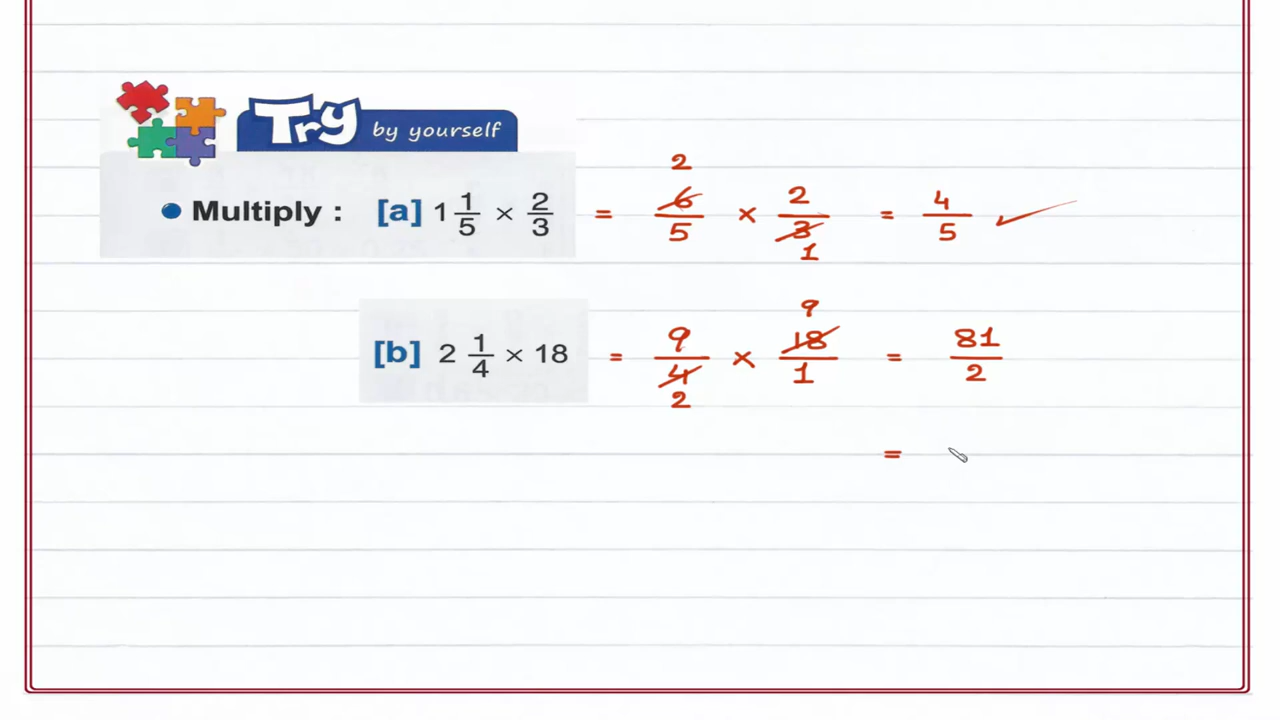 Try by yourself
Multiply : [a] 1 1/5 × 2/3 = 6/5 × 2/3 = 4/5 ✓
2
1
[b] 2 1/4 × 18 = 9/4 × 18/1 = 81/2
9
2
=